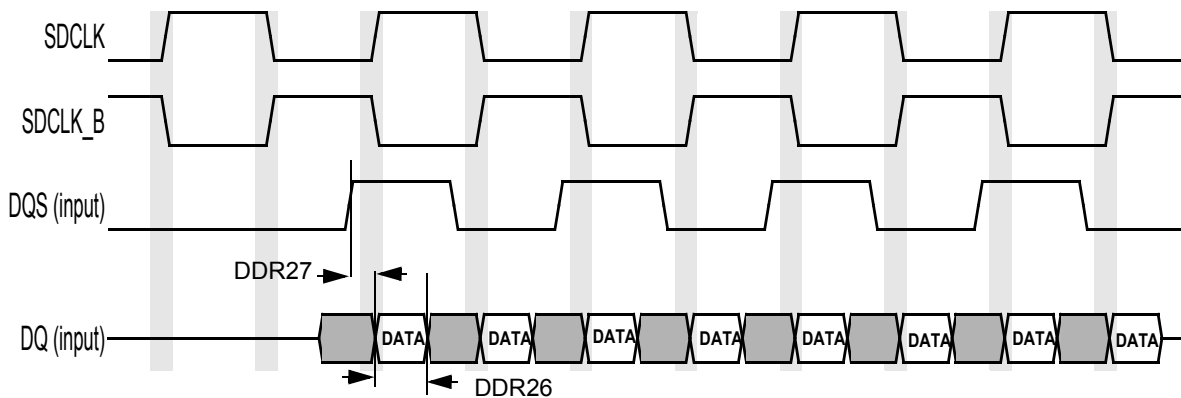 SDCLK
SDCLK_B
DQS (input)
DDR27
DQ (input)
DATA DATA DATA DATA DATA DATA DATA DATA
DDR26